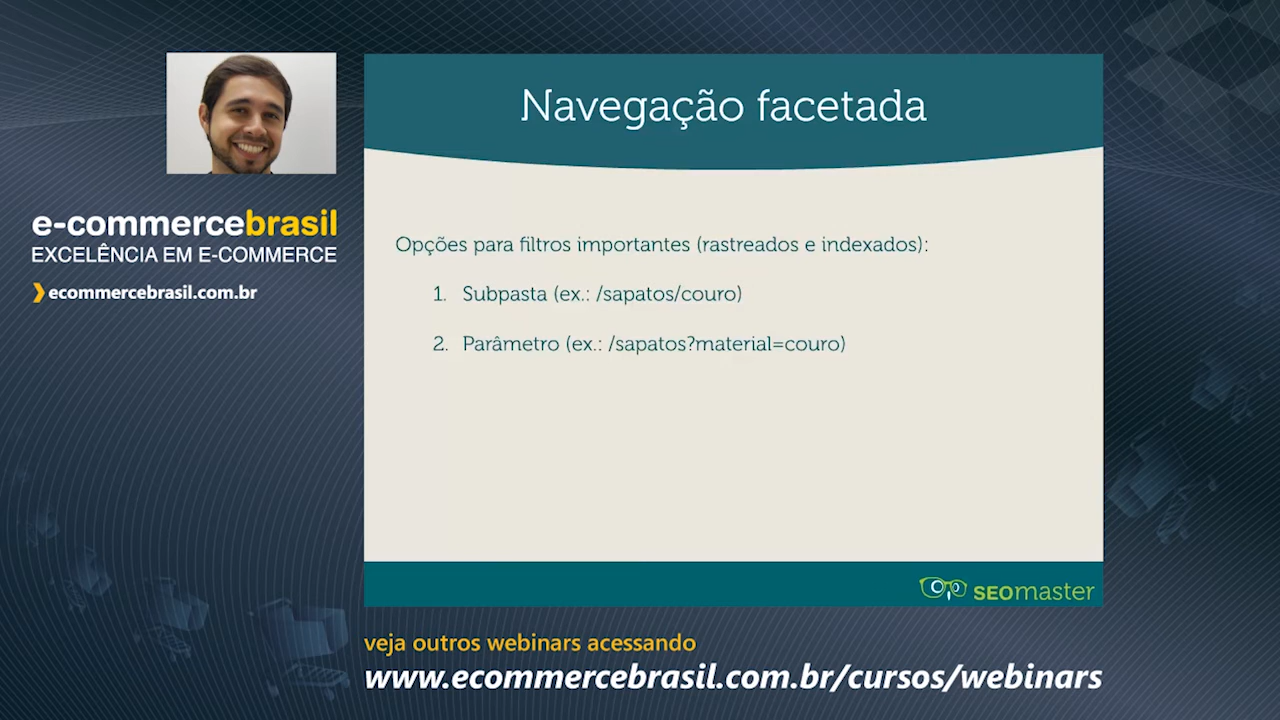 e-commercebrasil
EXCELÊNCIA EM E-COMMERCE
ecommercebrasil.com.br
Navegação facetada
Opções para filtros importantes (rastreados e indexados):
1. Subpasta (ex.: /sapatos/couro)
2. Parâmetro (ex.: /sapatos?material=couro)
SEOmaster
veja outros webinars acessando
www.ecommercebrasil.com.br/cursos/webinars